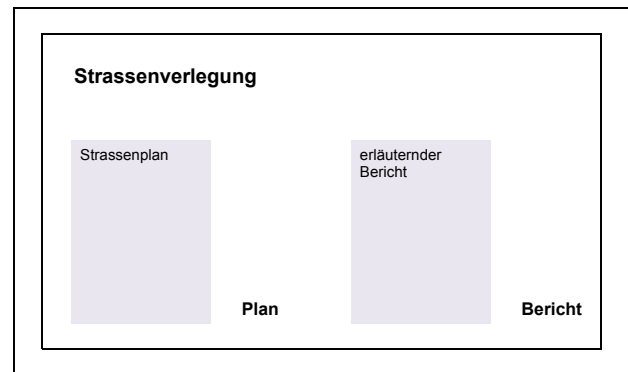 Strassenverlegung
Strassenplan
erläuternder
Bericht
Plan
Bericht